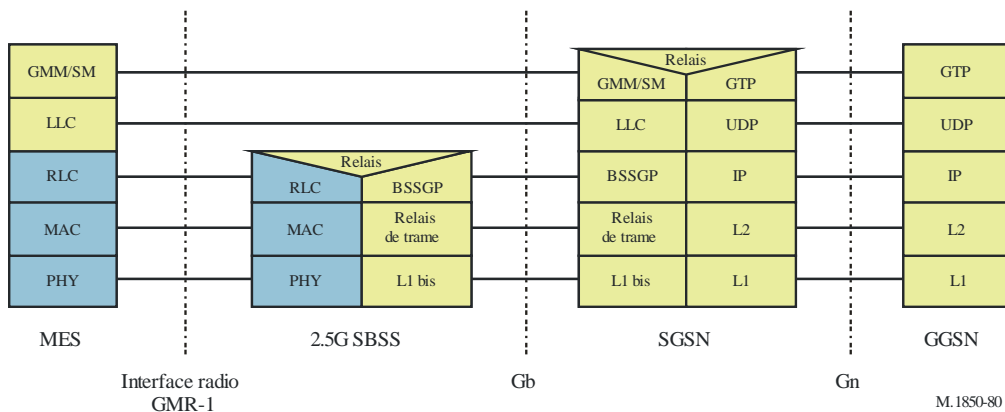 Relais
GMM/SM
GMM/SM
GTP
GTP
LLC
LLC
UDP
UDP
Relais
RLC
RLC
BSSGP
BSSGP
IP
IP
MAC
MAC
Relais
de trame
Relais
de trame
L2
L2
PHY
PHY
L1 bis
L1 bis
L1
L1
MES
2.5G SBSS
SGSN
GGSN
Interface radio
GMR-1
Gb
Gn
M.1850-80